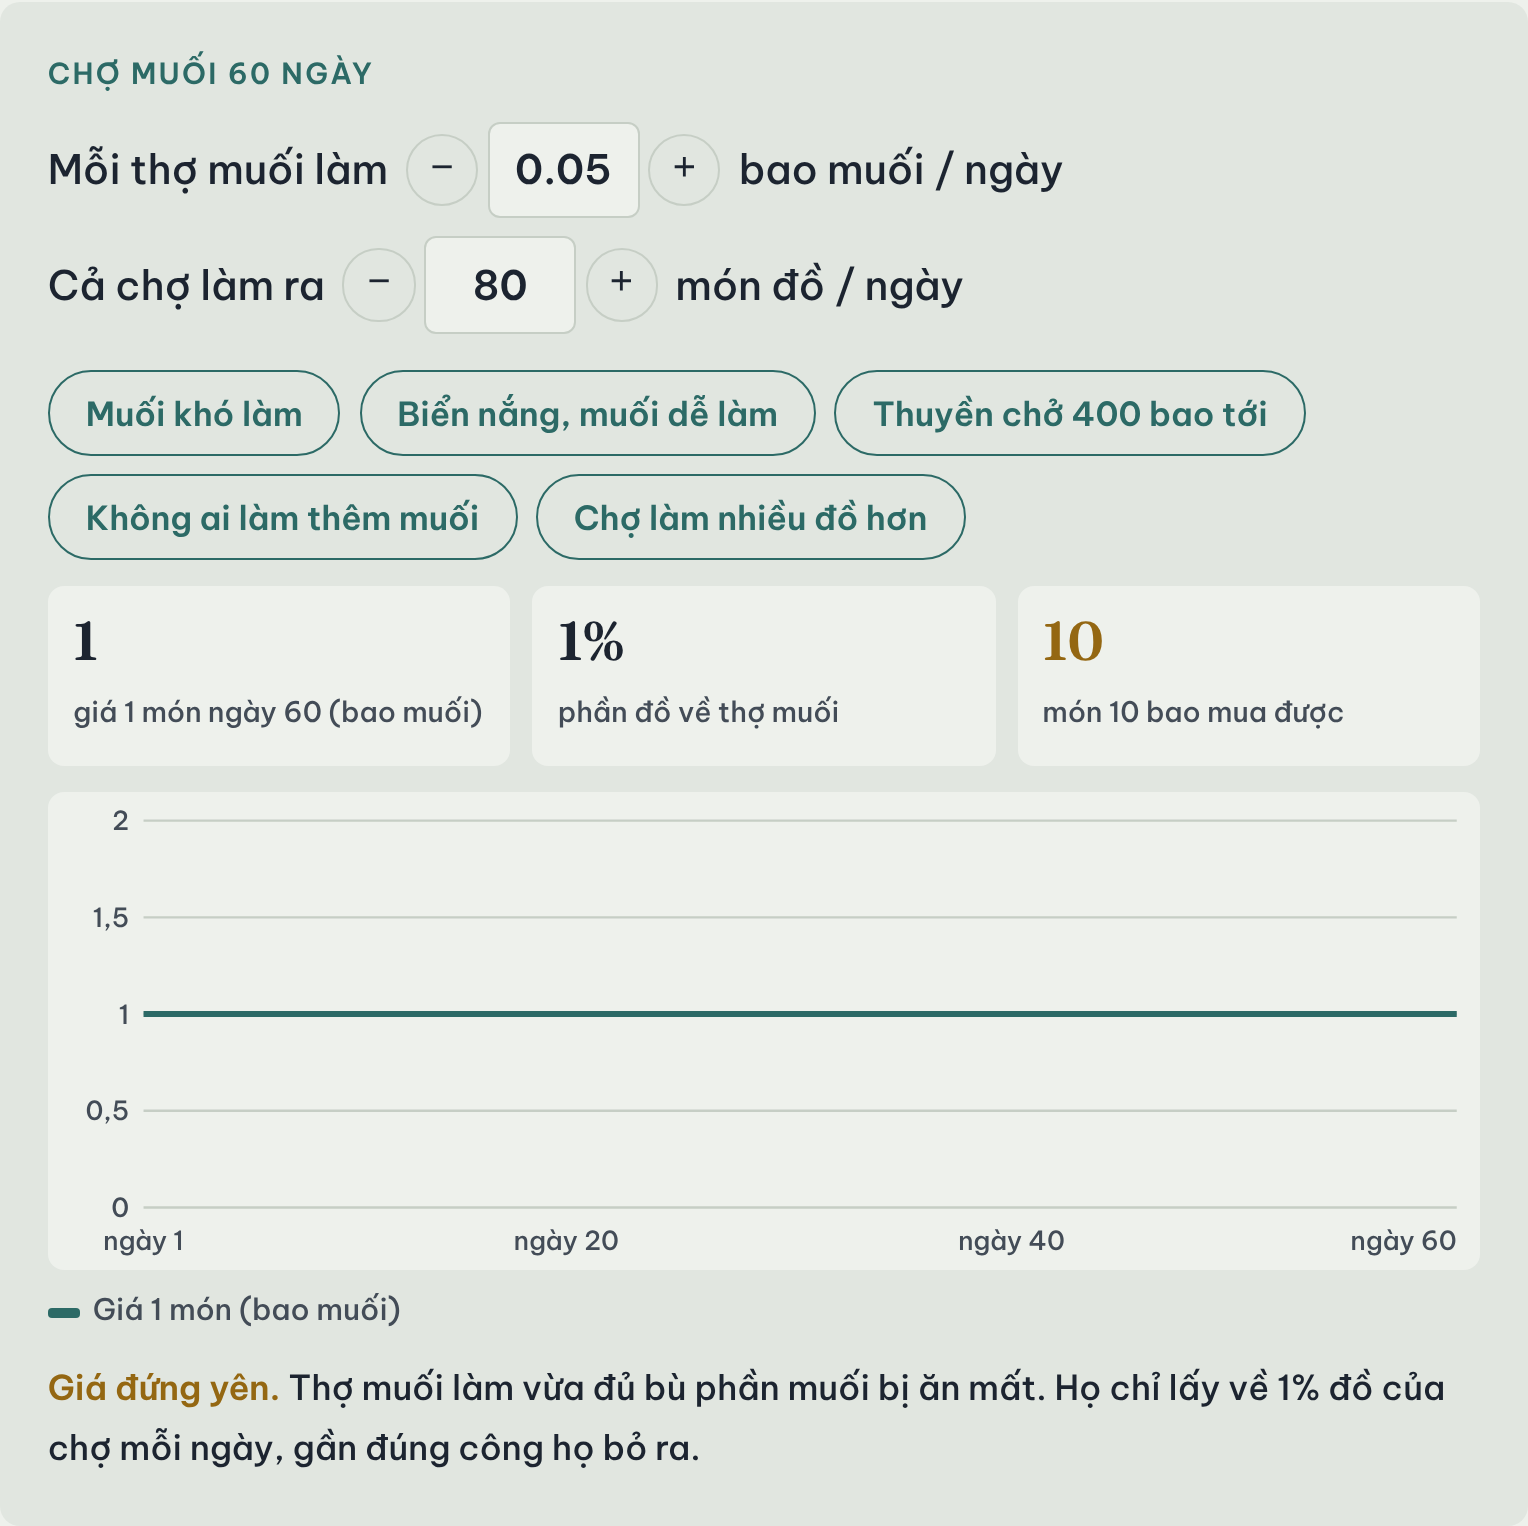 CHỢ MUỐI 60 NGÀY
Mỗi thợ muối làm − 0.05 + bao muối / ngày
Cả chợ làm ra − 80 + món đồ / ngày
Muối khó làm
Biển nắng, muối dễ làm
Thuyền chở 400 bao tới
Không ai làm thêm muối
Chợ làm nhiều đồ hơn
1
giá 1 món ngày 60 (bao muối)
1%
phần đồ về thợ muối
10
món 10 bao mua được
2
1,5
1
0,5
0
ngày 1 ngày 20 ngày 40 ngày 60
Giá 1 món (bao muối)
Giá đứng yên. Thợ muối làm vừa đủ bù phần muối bị ăn mất. Họ chỉ lấy về 1% đồ của
chợ mỗi ngày, gần đúng công họ bỏ ra.